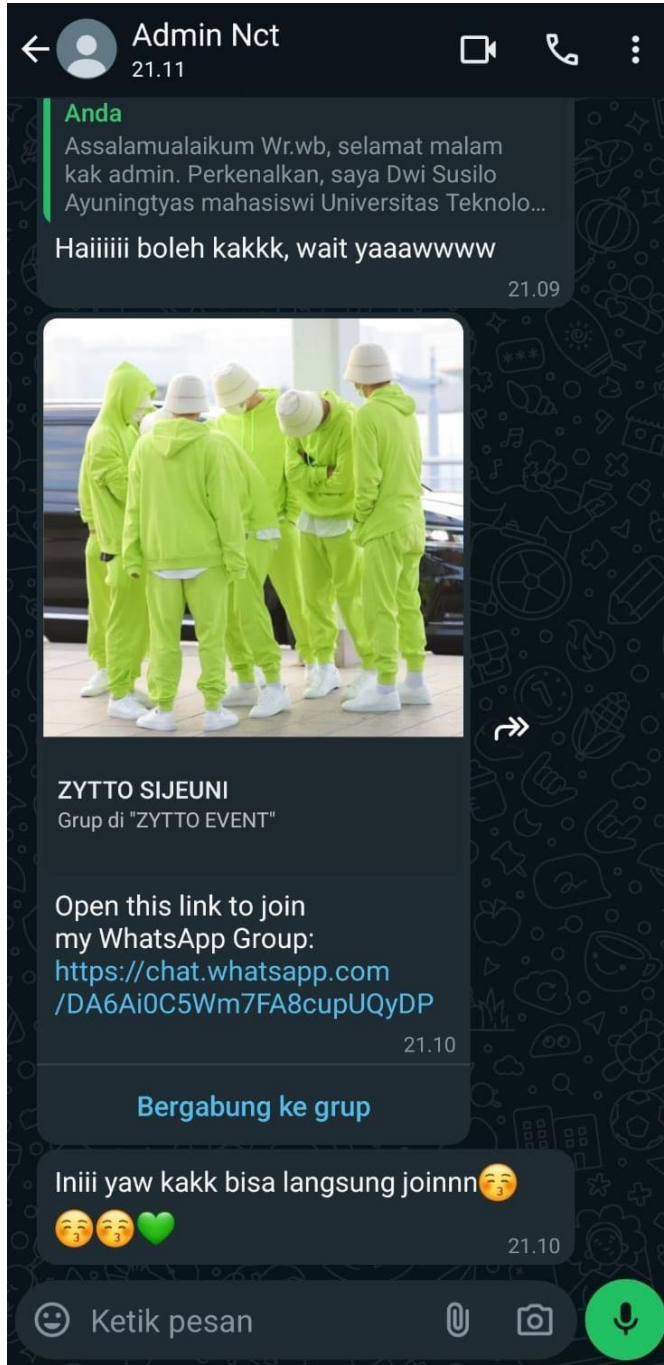 Admin Nct
21.11
Anda
Assalamualaikum Wr.wb, selamat malam
kak admin. Perkenalkan, saya Dwi Susilo
Ayuningtyas mahasiswi Universitas Teknolo...
Haiiiiii boleh kakkk, wait yaaawwww
21.09
ZYTTO SIJEUNI
Grup di "ZYTTO EVENT"
Open this link to join
my WhatsApp Group:
https://chat.whatsapp.com
/DA6Ai0C5Wm7FA8cupUQyDP
21.10
Bergabung ke grup
Iniii yaw kakk bisa langsung joinnn😚
😚😚💚
21.10
Ketik pesan